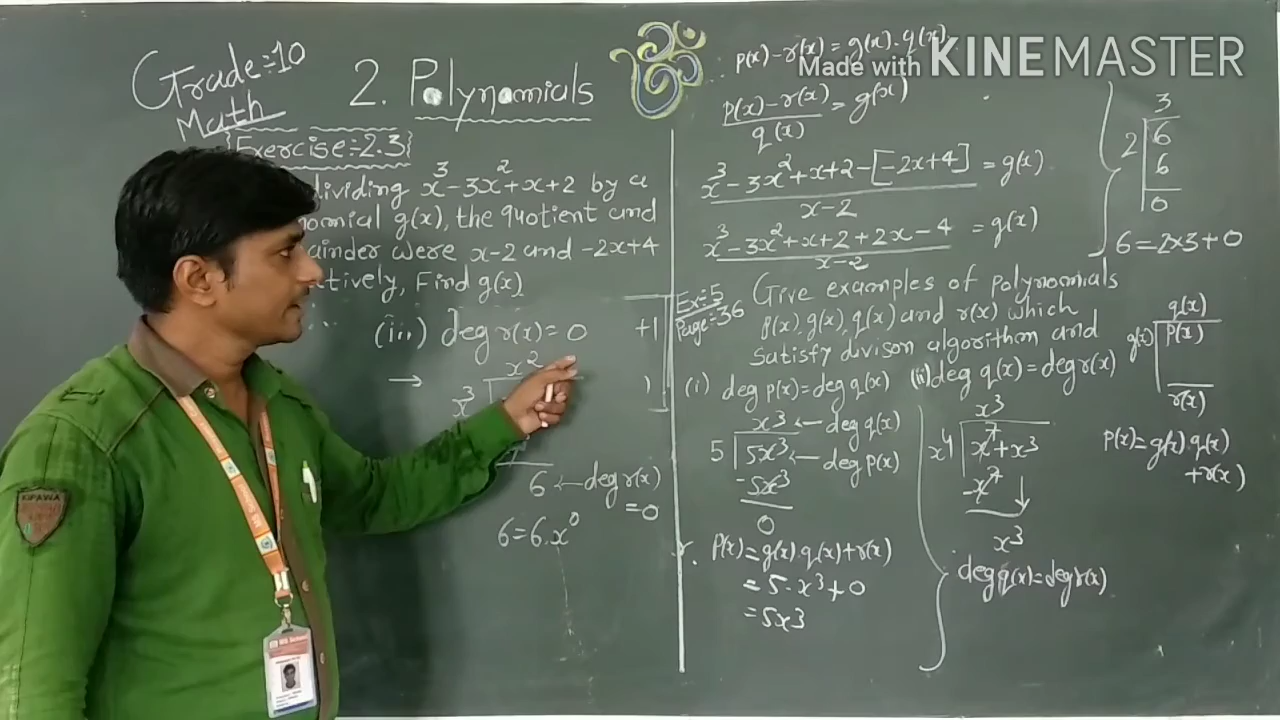 Grade:-10
Math
2. Polynomials
{Exercise:-2.3}
dividing x³-3x²+x+2 by a
nomial g(x), the quotient and
ainder were x-2 and -2x+4
tively, Find g(x)
(iii) deg r(x)=0
+1
→ x²
x³
6 ← deg r(x)
=0
6=6.x⁰
p(x)-r(x)=g(x).q(x)
Made with KINEMASTER
p(x)-r(x)/q(x) = g(x)
x³-3x²+x+2-[-2x+4]/x-2 = g(x)
x³-3x²+x+2+2x-4/x-2 = g(x)
3
2 6
6
0
6=2x3+0
Ex:-5
Page:-36
Give examples of polynomials
p(x), g(x), q(x) and r(x) which
satisfy divison algorithm and
(i) deg p(x)=deg q(x) (ii) deg q(x)=deg r(x)
x³ ← deg q(x)
5 5x³ ← deg p(x)
-5x³
0
P(x)=g(x).q(x)+r(x)
=5.x³+0
=5x3
x³
x⁴ x⁷+x³
-x⁷
x³
deg q(x)=deg r(x)
q(x)
g(x) P(x)
r(x)
P(x)=g(x).q(x)
+r(x)
KIPAWA